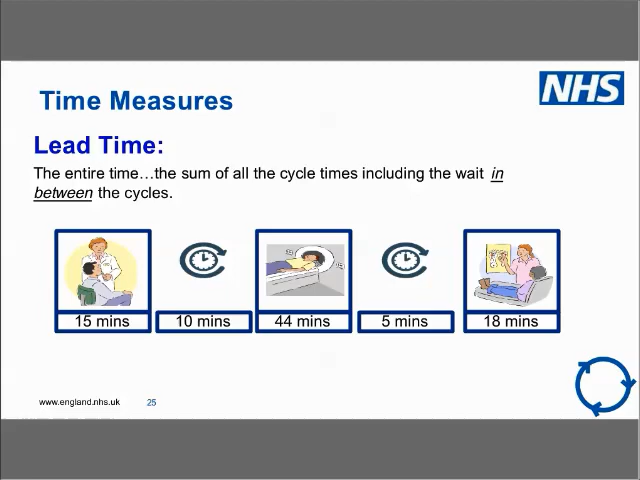 NHS
Time Measures
Lead Time:
The entire time…the sum of all the cycle times including the wait in
between the cycles.
15 mins
10 mins
44 mins
5 mins
18 mins
www.england.nhs.uk
25